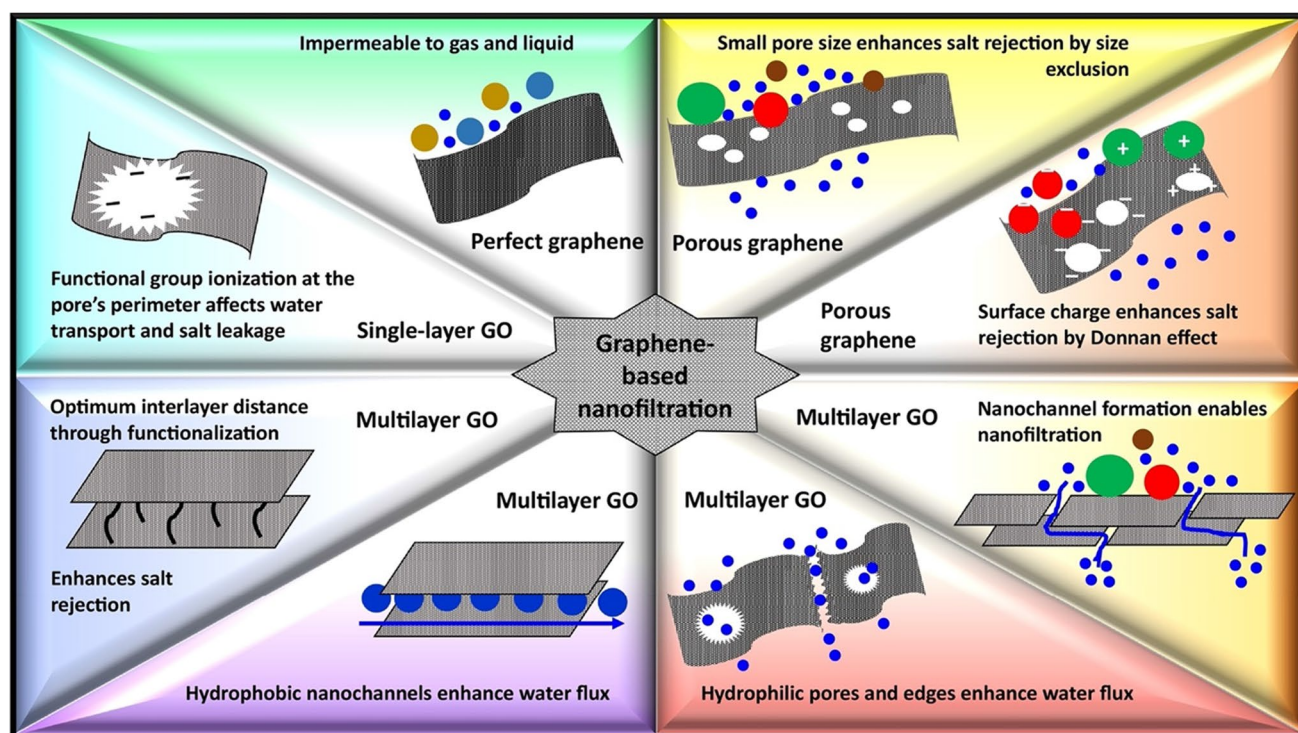 Impermeable to gas and liquid
Perfect graphene
Small pore size enhances salt rejection by size
exclusion
Porous graphene
Functional group ionization at the
pore's perimeter affects water
transport and salt leakage
Single-layer GO
+ +
+ + +
Surface charge enhances salt
rejection by Donnan effect
Porous
graphene
Graphene-
based
nanofiltration
Optimum interlayer distance
through functionalization
Enhances salt
rejection
Multilayer GO
Multilayer GO
Hydrophobic nanochannels enhance water flux
Multilayer GO
Hydrophilic pores and edges enhance water flux
Multilayer GO
Nanochannel formation enables
nanofiltration